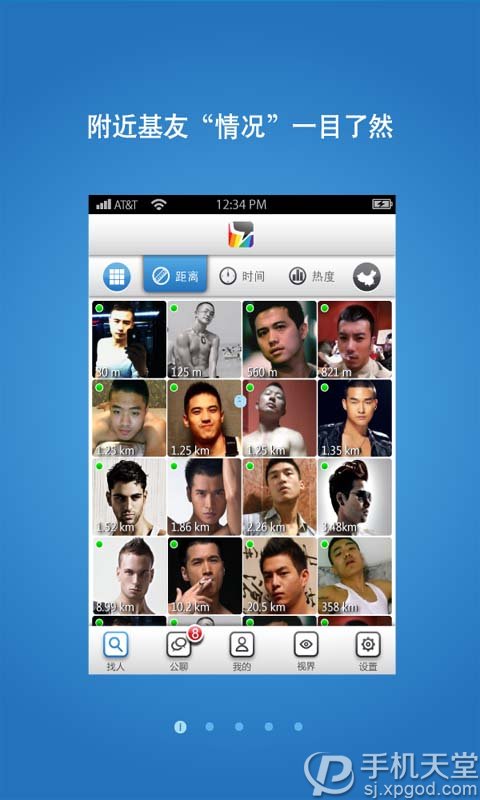 附近基友“情况”一目了然
AT&T 12:34 PM
距离 时间 热度
80 m 125 m 560 m 821 m
1.25 km 1.25 km 1.25 km 1.35 km
1.52 km 1.86 km 2.26 km 3.48km
8.99 km 10.2 km 20.5 km 358 km
8
找人 公聊 我的 视界 设置
手机天堂
sj.xpgod.com